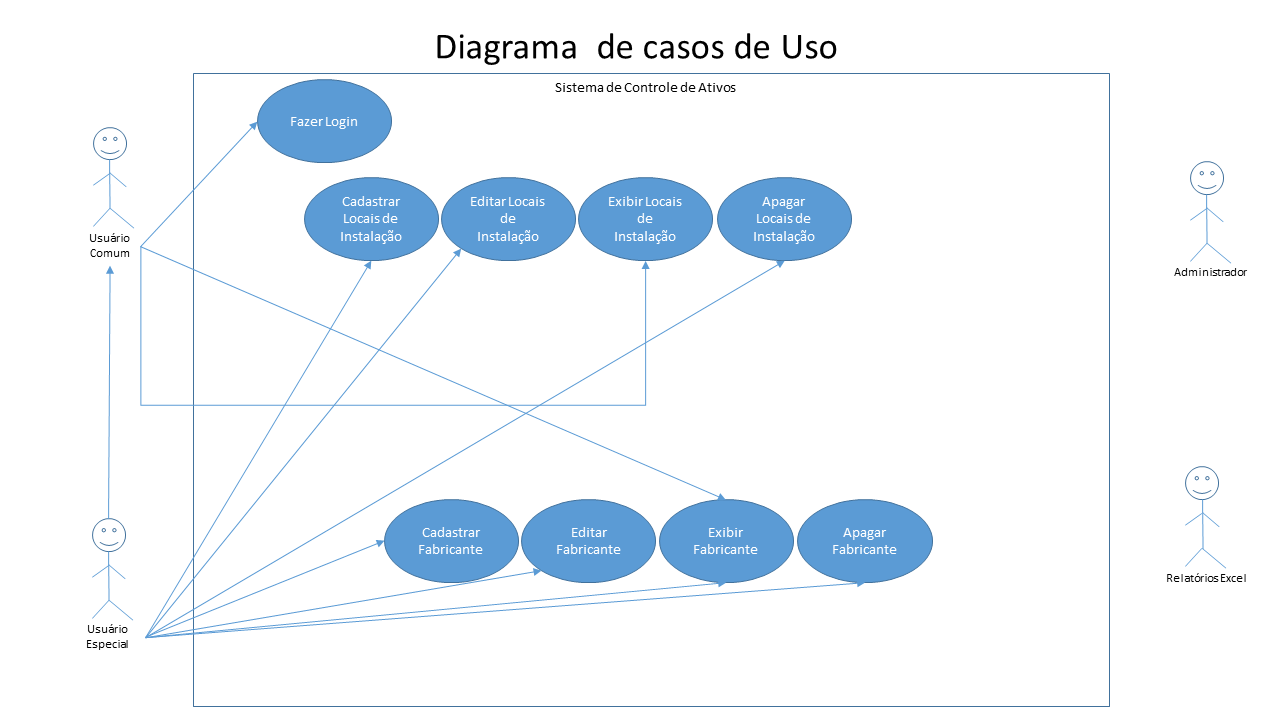 Diagrama  de casos de Uso
Sistema de Controle de Ativos
Fazer Login
Cadastrar
Locais de
Instalação
Editar Locais
de
Instalação
Exibir Locais
de
Instalação
Apagar
Locais de
Instalação
Usuário
Comum
Administrador
Cadastrar
Fabricante
Editar
Fabricante
Exibir
Fabricante
Apagar
Fabricante
Relatórios Excel
Usuário
Especial